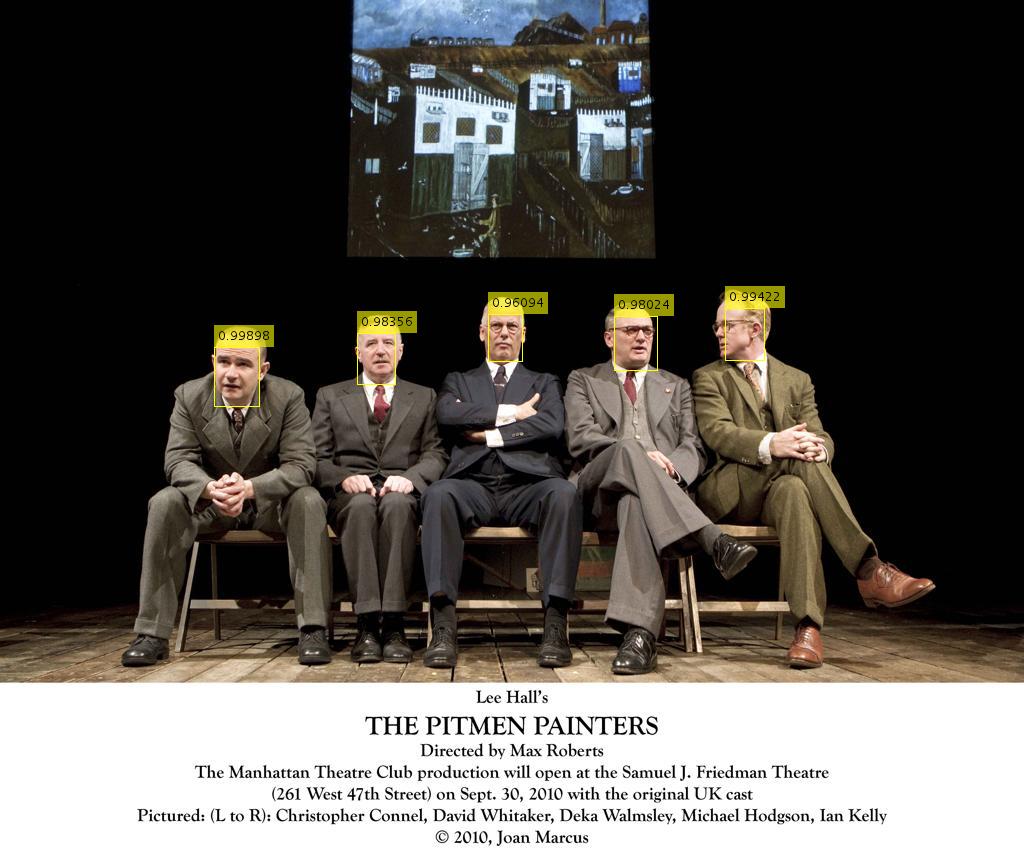 0.99898
0.98356
0.96094
0.98024
0.99422
Lee Hall's
THE PITMEN PAINTERS
Directed by Max Roberts
The Manhattan Theatre Club production will open at the Samuel J. Friedman Theatre
(261 West 47th Street) on Sept. 30, 2010 with the original UK cast
Pictured: (L to R): Christopher Connel, David Whitaker, Deka Walmsley, Michael Hodgson, Ian Kelly
© 2010, Joan Marcus